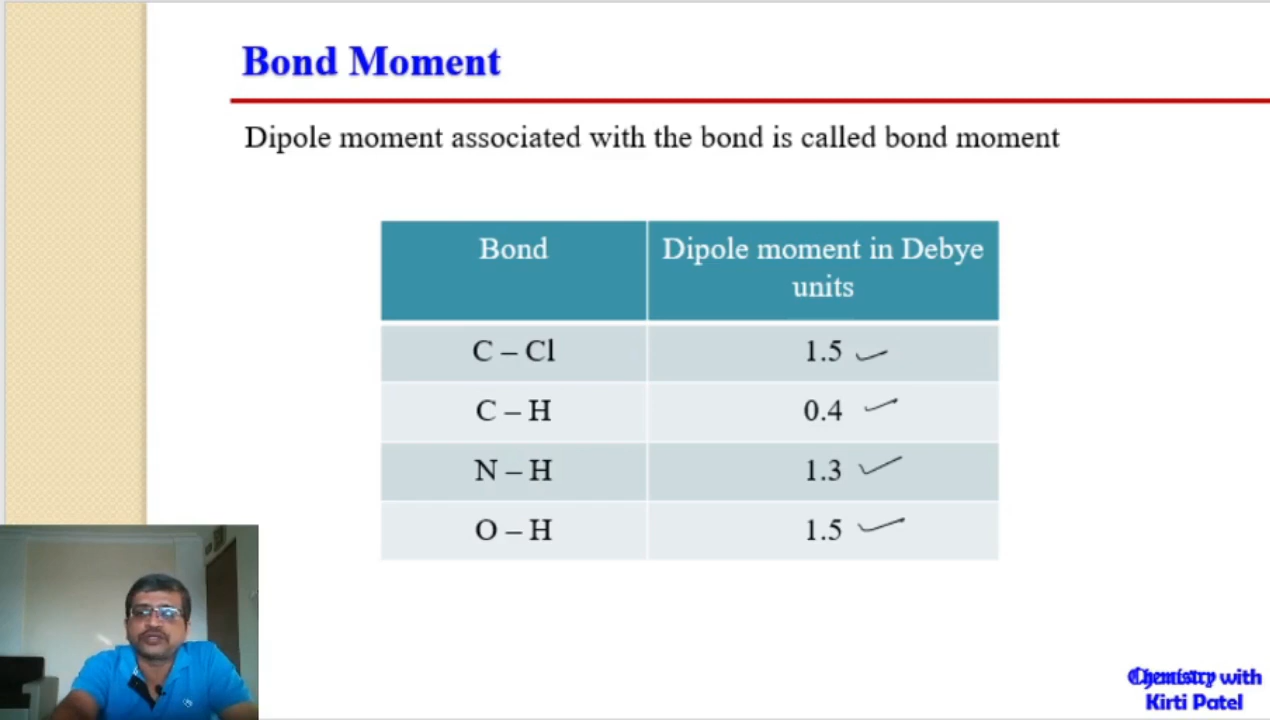 Bond Moment
Dipole moment associated with the bond is called bond moment
Bond Dipole moment in Debye
units
C – Cl 1.5
C – H 0.4
N – H 1.3
O – H 1.5
Chemistry with
Kirti Patel